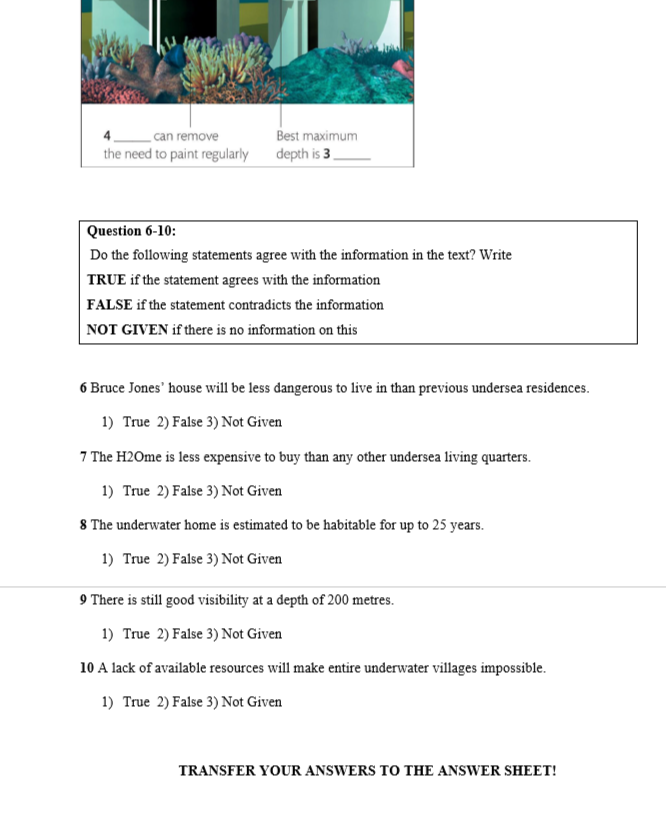 4 ______ can remove
the need to paint regularly
Best maximum
depth is 3 ______
Question 6-10:
Do the following statements agree with the information in the text? Write
TRUE if the statement agrees with the information
FALSE if the statement contradicts the information
NOT GIVEN if there is no information on this
6 Bruce Jones' house will be less dangerous to live in than previous undersea residences.
1) True 2) False 3) Not Given
7 The H2Ome is less expensive to buy than any other undersea living quarters.
1) True 2) False 3) Not Given
8 The underwater home is estimated to be habitable for up to 25 years.
1) True 2) False 3) Not Given
9 There is still good visibility at a depth of 200 metres.
1) True 2) False 3) Not Given
10 A lack of available resources will make entire underwater villages impossible.
1) True 2) False 3) Not Given
TRANSFER YOUR ANSWERS TO THE ANSWER SHEET!